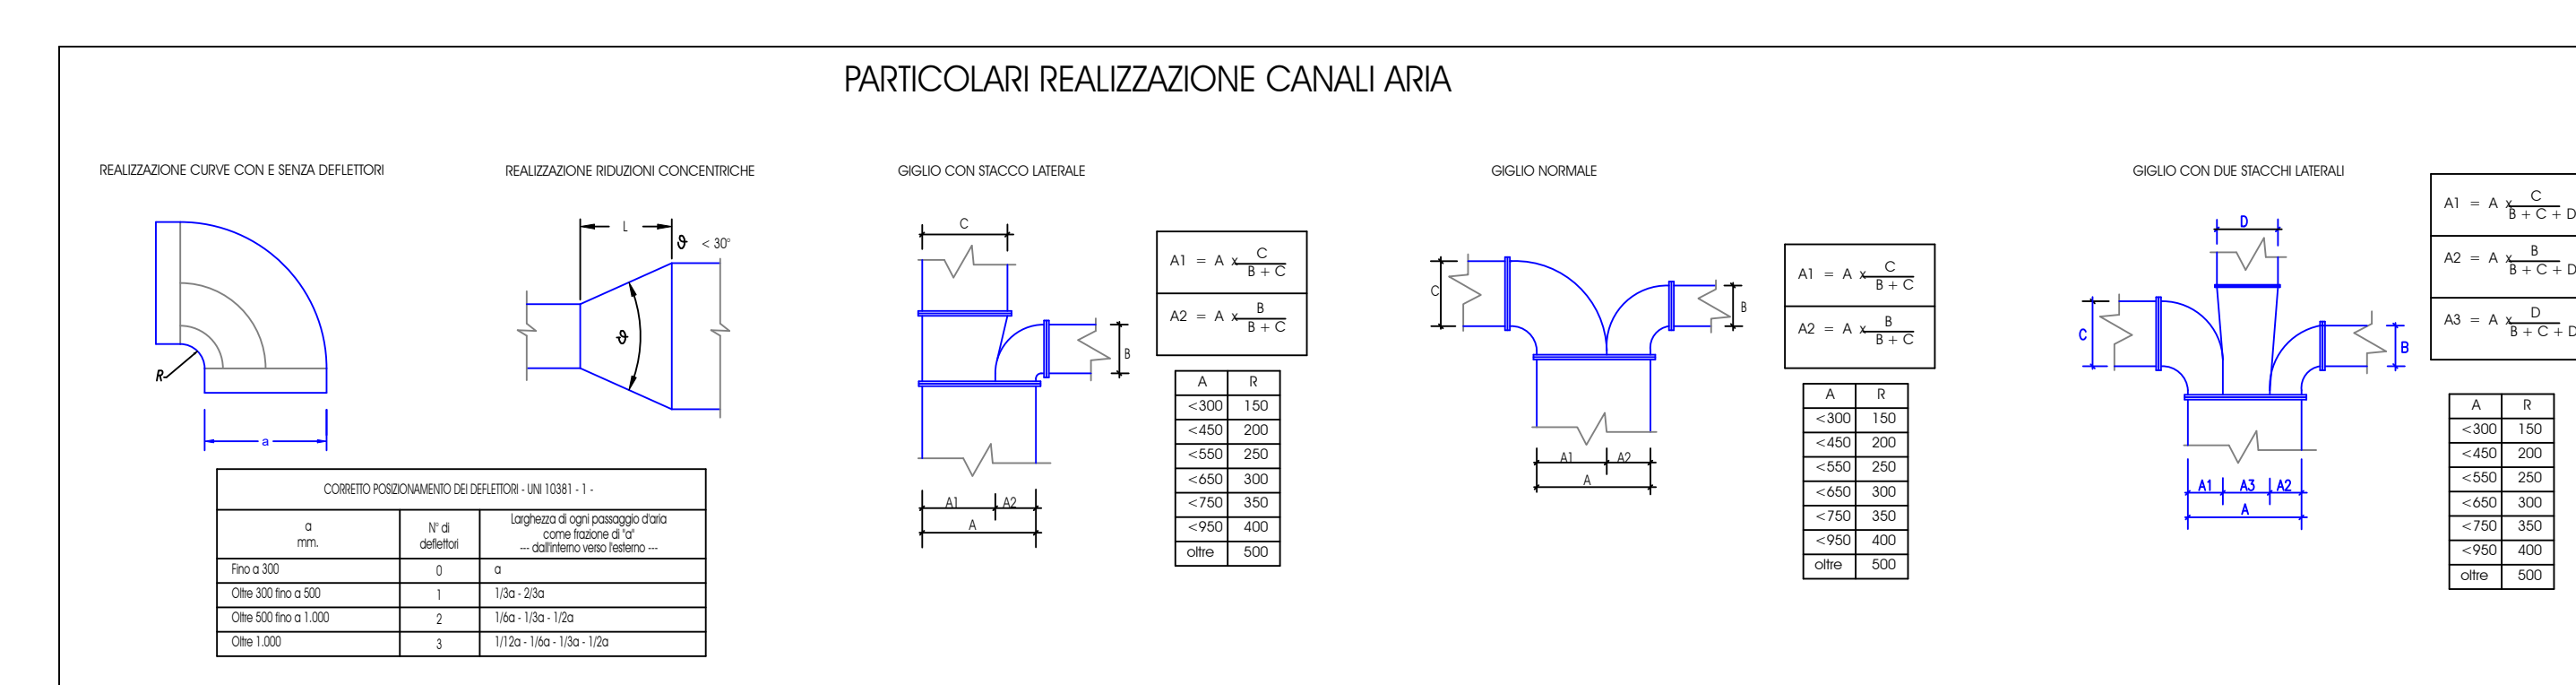 PARTICOLARI REALIZZAZIONE CANALI ARIA
REALIZZAZIONE CURVE CON E SENZA DEFLETTORI
R
a
CORRETTO POSIZIONAMENTO DEI DEFLETTORI - UNI 10381 - 1 -
a
mm.
N° di
deflettori
Larghezza di ogni passaggio d'aria
come frazione di "a"
--- dall'interno verso l'esterno ---
Fino a 300 0 a
Oltre 300 fino a 500 1 1/3a - 2/3a
Oltre 500 fino a 1.000 2 1/6a - 1/3a - 1/2a
Oltre 1.000 3 1/12a - 1/6a - 1/3a - 1/2a
REALIZZAZIONE RIDUZIONI CONCENTRICHE
L
ϑ < 30°
ϑ
GIGLIO CON STACCO LATERALE
C
B
A1 A2
A
A1 = A x C
B + C
A2 = A x B
B + C
A R
<300 150
<450 200
<550 250
<650 300
<750 350
<950 400
oltre 500
GIGLIO NORMALE
C
B
A1 A2
A
A1 = A x C
B + C
A2 = A x B
B + C
A R
<300 150
<450 200
<550 250
<650 300
<750 350
<950 400
oltre 500
GIGLIO CON DUE STACCHI LATERALI
D
C
B
A1 A3 A2
A
A1 = A x C
B + C + D
A2 = A x B
B + C + D
A3 = A x D
B + C + D
A R
<300 150
<450 200
<550 250
<650 300
<750 350
<950 400
oltre 500